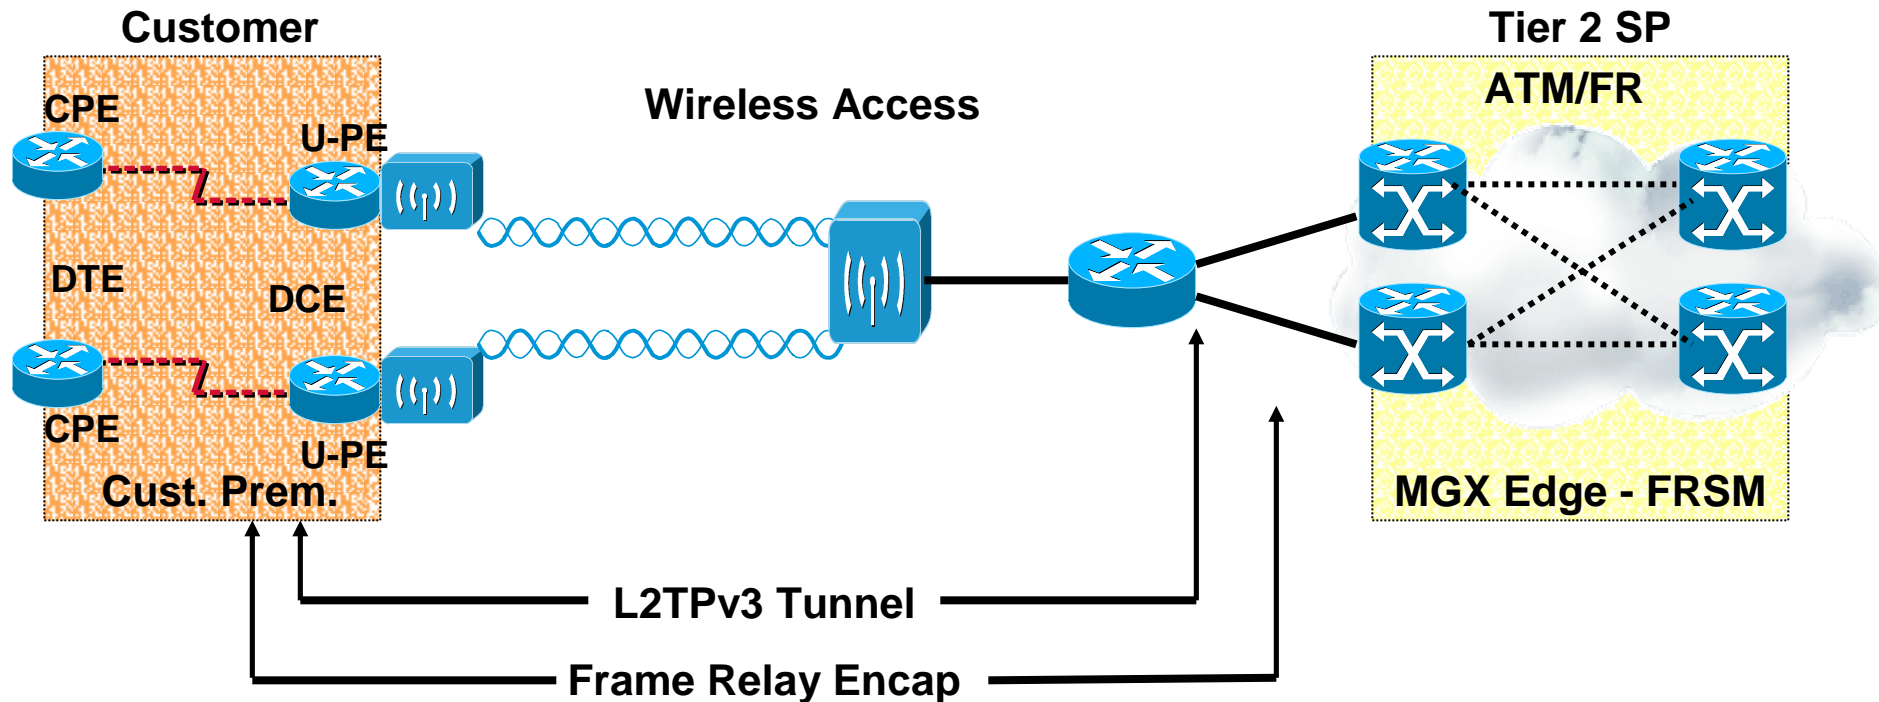 Customer
Tier 2 SP
CPE
U-PE
Wireless Access
ATM/FR
DTE
DCE
CPE
U-PE
Cust. Prem.
MGX Edge - FRSM
L2TPv3 Tunnel
Frame Relay Encap